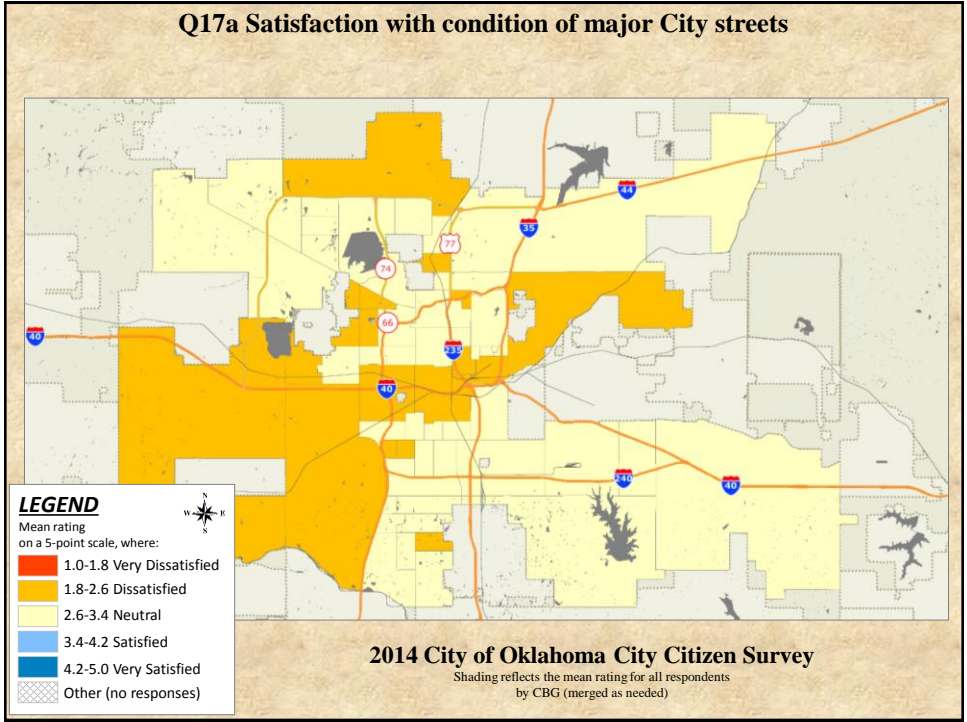 Q17a Satisfaction with condition of major City streets
44
35
77
74
66
40
235
40
240
40
LEGEND
N
W E
S
Mean rating
on a 5-point scale, where:
1.0-1.8 Very Dissatisfied
1.8-2.6 Dissatisfied
2.6-3.4 Neutral
3.4-4.2 Satisfied
4.2-5.0 Very Satisfied
Other (no responses)
2014 City of Oklahoma City Citizen Survey
Shading reflects the mean rating for all respondents
by CBG (merged as needed)